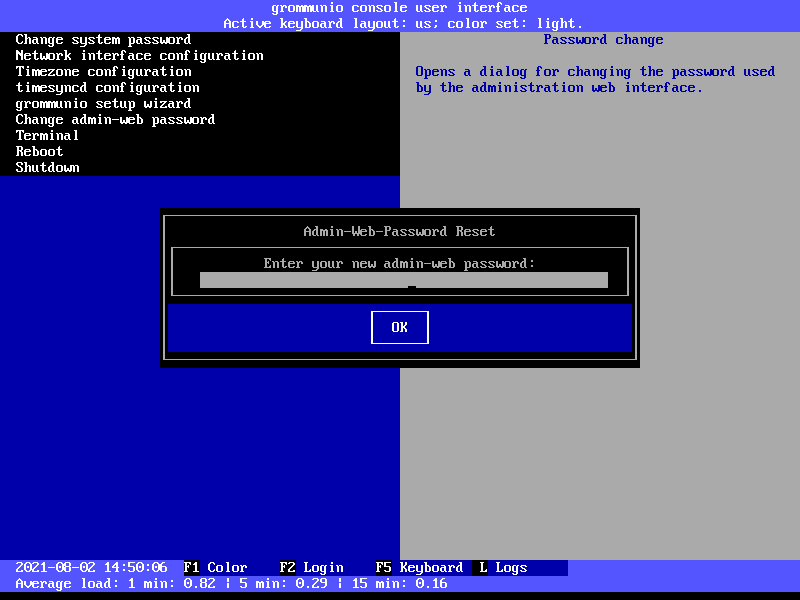 grommunio console user interface
Active keyboard layout: us; color set: light.
Change system password
Network interface configuration
Timezone configuration
timesyncd configuration
grommunio setup wizard
Change admin-web password
Terminal
Reboot
Shutdown
Password change
Opens a dialog for changing the password used
by the administration web interface.
Admin-Web-Password Reset
Enter your new admin-web password:
OK
2021-08-02 14:50:06 F1 Color F2 Login F5 Keyboard L Logs
Average load: 1 min: 0.82 | 5 min: 0.29 | 15 min: 0.16